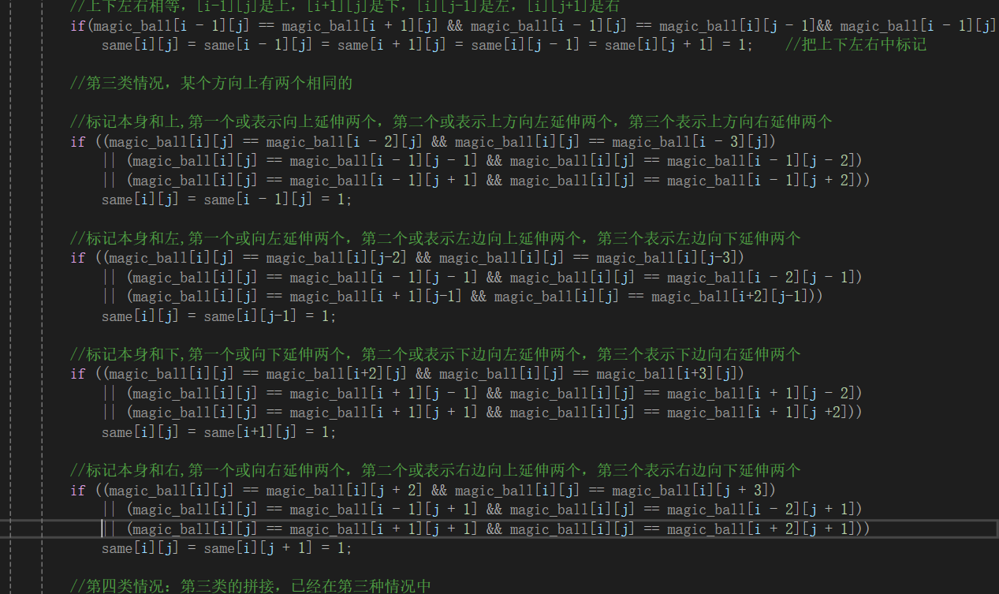 //上下左右相等，[i-1][j]是上，[i+1][j]是下，[i][j-1]是左，[i][j+1]是右
if(magic_ball[i - 1][j] == magic_ball[i + 1][j] && magic_ball[i - 1][j] == magic_ball[i][j - 1]&& magic_ball[i - 1][j]
same[i][j] = same[i - 1][j] = same[i + 1][j] = same[i][j - 1] = same[i][j + 1] = 1;    //把上下左右中标记
//第三类情况，某个方向上有两个相同的
//标记本身和上,第一个或表示向上延伸两个，第二个或表示上方向左延伸两个，第三个表示上方向右延伸两个
if ((magic_ball[i][j] == magic_ball[i - 2][j] && magic_ball[i][j] == magic_ball[i - 3][j])
|| (magic_ball[i][j] == magic_ball[i - 1][j - 1] && magic_ball[i][j] == magic_ball[i - 1][j - 2])
|| (magic_ball[i][j] == magic_ball[i - 1][j + 1] && magic_ball[i][j] == magic_ball[i - 1][j + 2]))
same[i][j] = same[i - 1][j] = 1;
//标记本身和左,第一个或向左延伸两个，第二个或表示左边向上延伸两个，第三个表示左边向下延伸两个
if ((magic_ball[i][j] == magic_ball[i][j-2] && magic_ball[i][j] == magic_ball[i][j-3])
|| (magic_ball[i][j] == magic_ball[i - 1][j - 1] && magic_ball[i][j] == magic_ball[i - 2][j - 1])
|| (magic_ball[i][j] == magic_ball[i + 1][j-1] && magic_ball[i][j] == magic_ball[i+2][j-1]))
same[i][j] = same[i][j-1] = 1;
//标记本身和下,第一个或向下延伸两个，第二个或表示下边向左延伸两个，第三个表示下边向右延伸两个
if ((magic_ball[i][j] == magic_ball[i+2][j] && magic_ball[i][j] == magic_ball[i+3][j])
|| (magic_ball[i][j] == magic_ball[i + 1][j - 1] && magic_ball[i][j] == magic_ball[i + 1][j - 2])
|| (magic_ball[i][j] == magic_ball[i + 1][j + 1] && magic_ball[i][j] == magic_ball[i + 1][j +2]))
same[i][j] = same[i+1][j] = 1;
//标记本身和右,第一个或向右延伸两个，第二个或表示右边向上延伸两个，第三个表示右边向下延伸两个
if ((magic_ball[i][j] == magic_ball[i][j + 2] && magic_ball[i][j] == magic_ball[i][j + 3])
|| (magic_ball[i][j] == magic_ball[i - 1][j + 1] && magic_ball[i][j] == magic_ball[i - 2][j + 1])
|| (magic_ball[i][j] == magic_ball[i + 1][j + 1] && magic_ball[i][j] == magic_ball[i + 2][j + 1]))
same[i][j] = same[i][j + 1] = 1;
//第四类情况：第三类的拼接，已经在第三种情况中